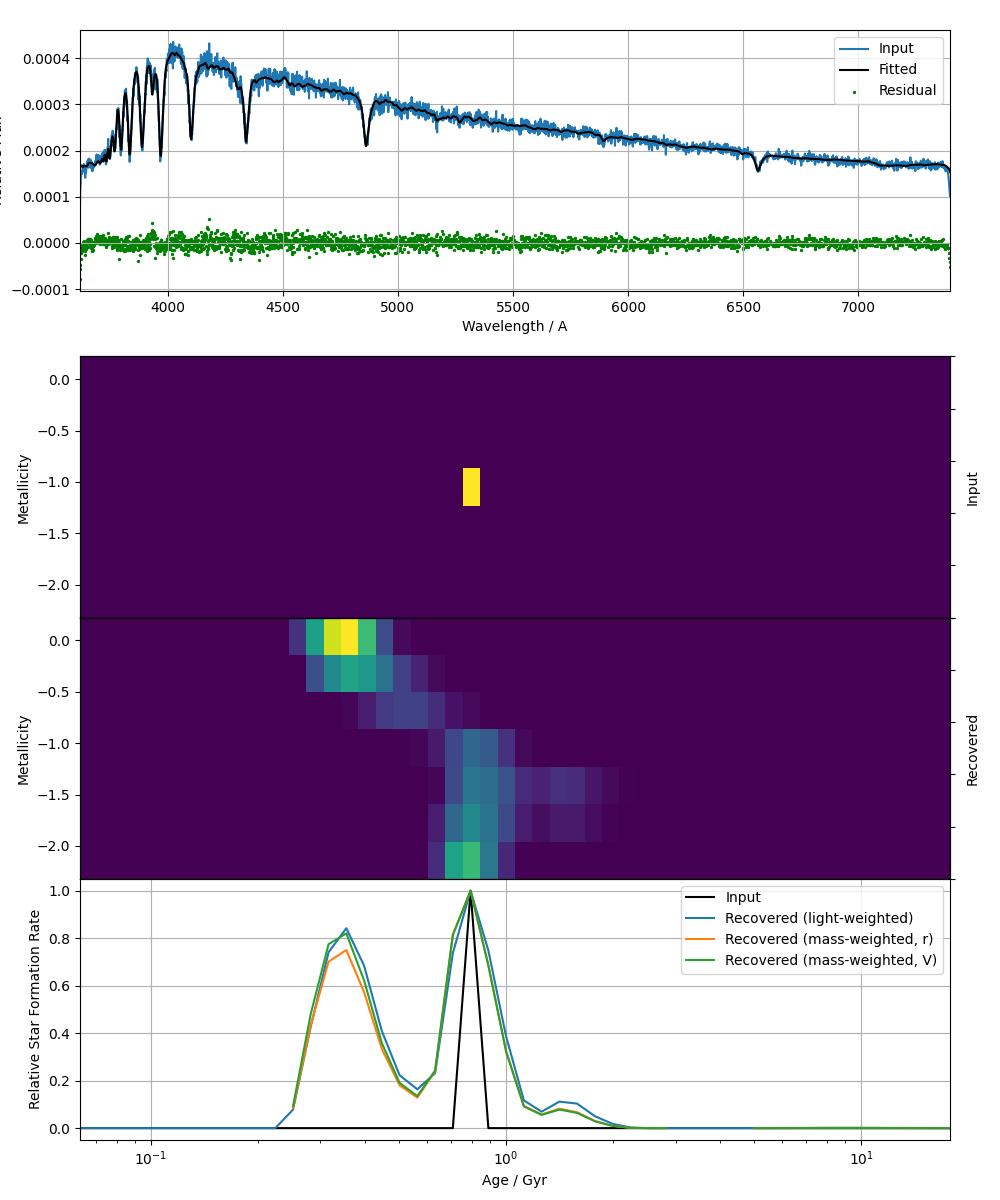 0.0004
0.0003
0.0002
0.0001
0.0000
−0.0001
Input
Fitted
Residual
4000 4500 5000 5500 6000 6500 7000
Wavelength / A
0.0
−0.5
−1.0
−1.5
−2.0
Metallicity
Input
0.0
−0.5
−1.0
−1.5
−2.0
Metallicity
Recovered
1.0
0.8
0.6
0.4
0.2
0.0
Relative Star Formation Rate
Input
Recovered (light-weighted)
Recovered (mass-weighted, r)
Recovered (mass-weighted, V)
10⁻¹ 10⁰ 10¹
Age / Gyr